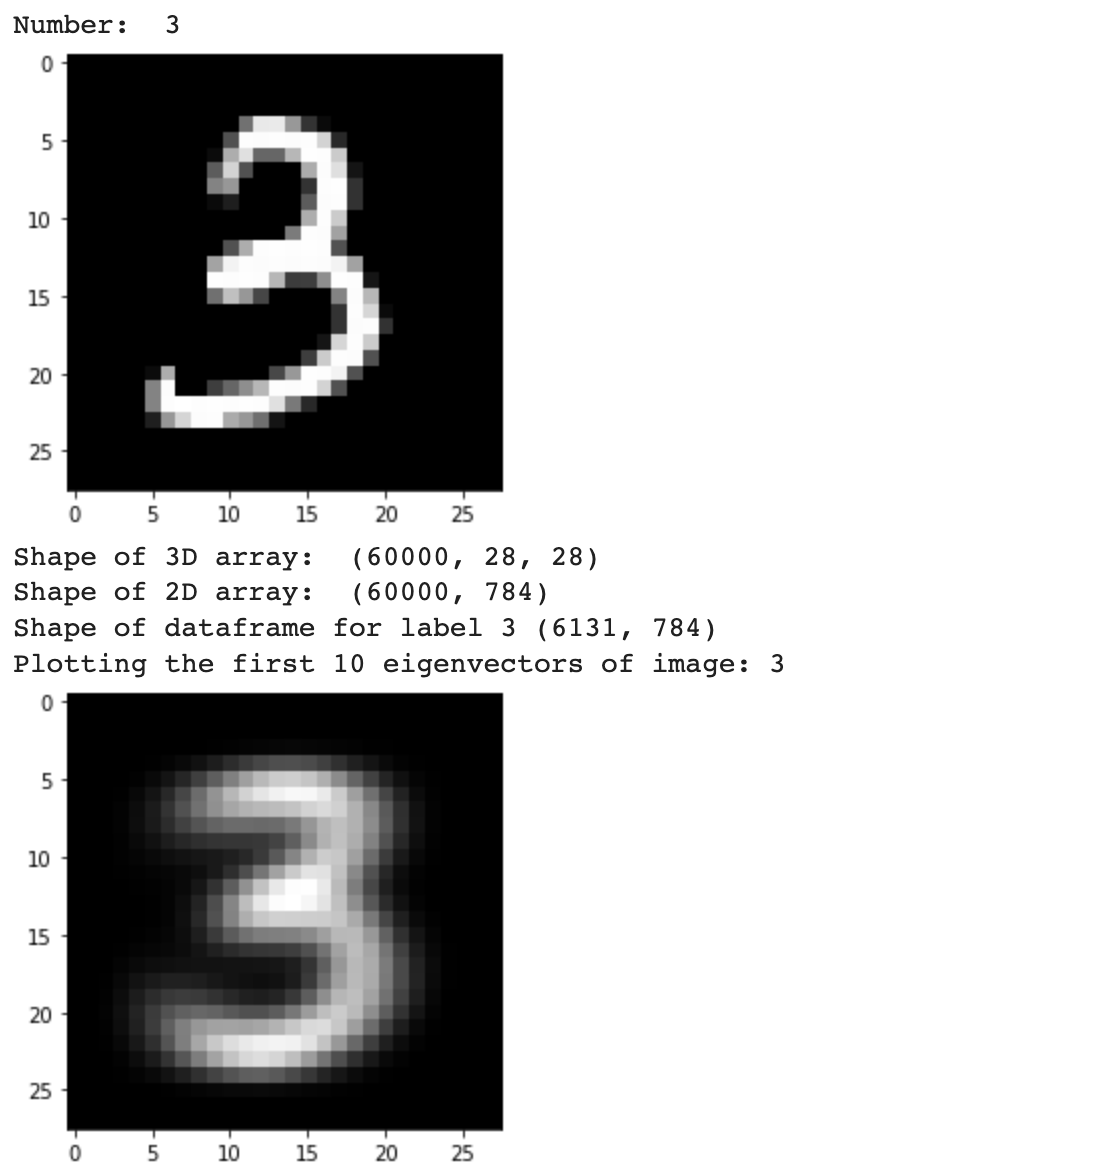 Number:  3
0
5
10
15
20
25
0 5 10 15 20 25
3
Shape of 3D array:  (60000, 28, 28)
Shape of 2D array:  (60000, 784)
Shape of dataframe for label 3 (6131, 784)
Plotting the first 10 eigenvectors of image: 3
0
5
10
15
20
25
0 5 10 15 20 25
3